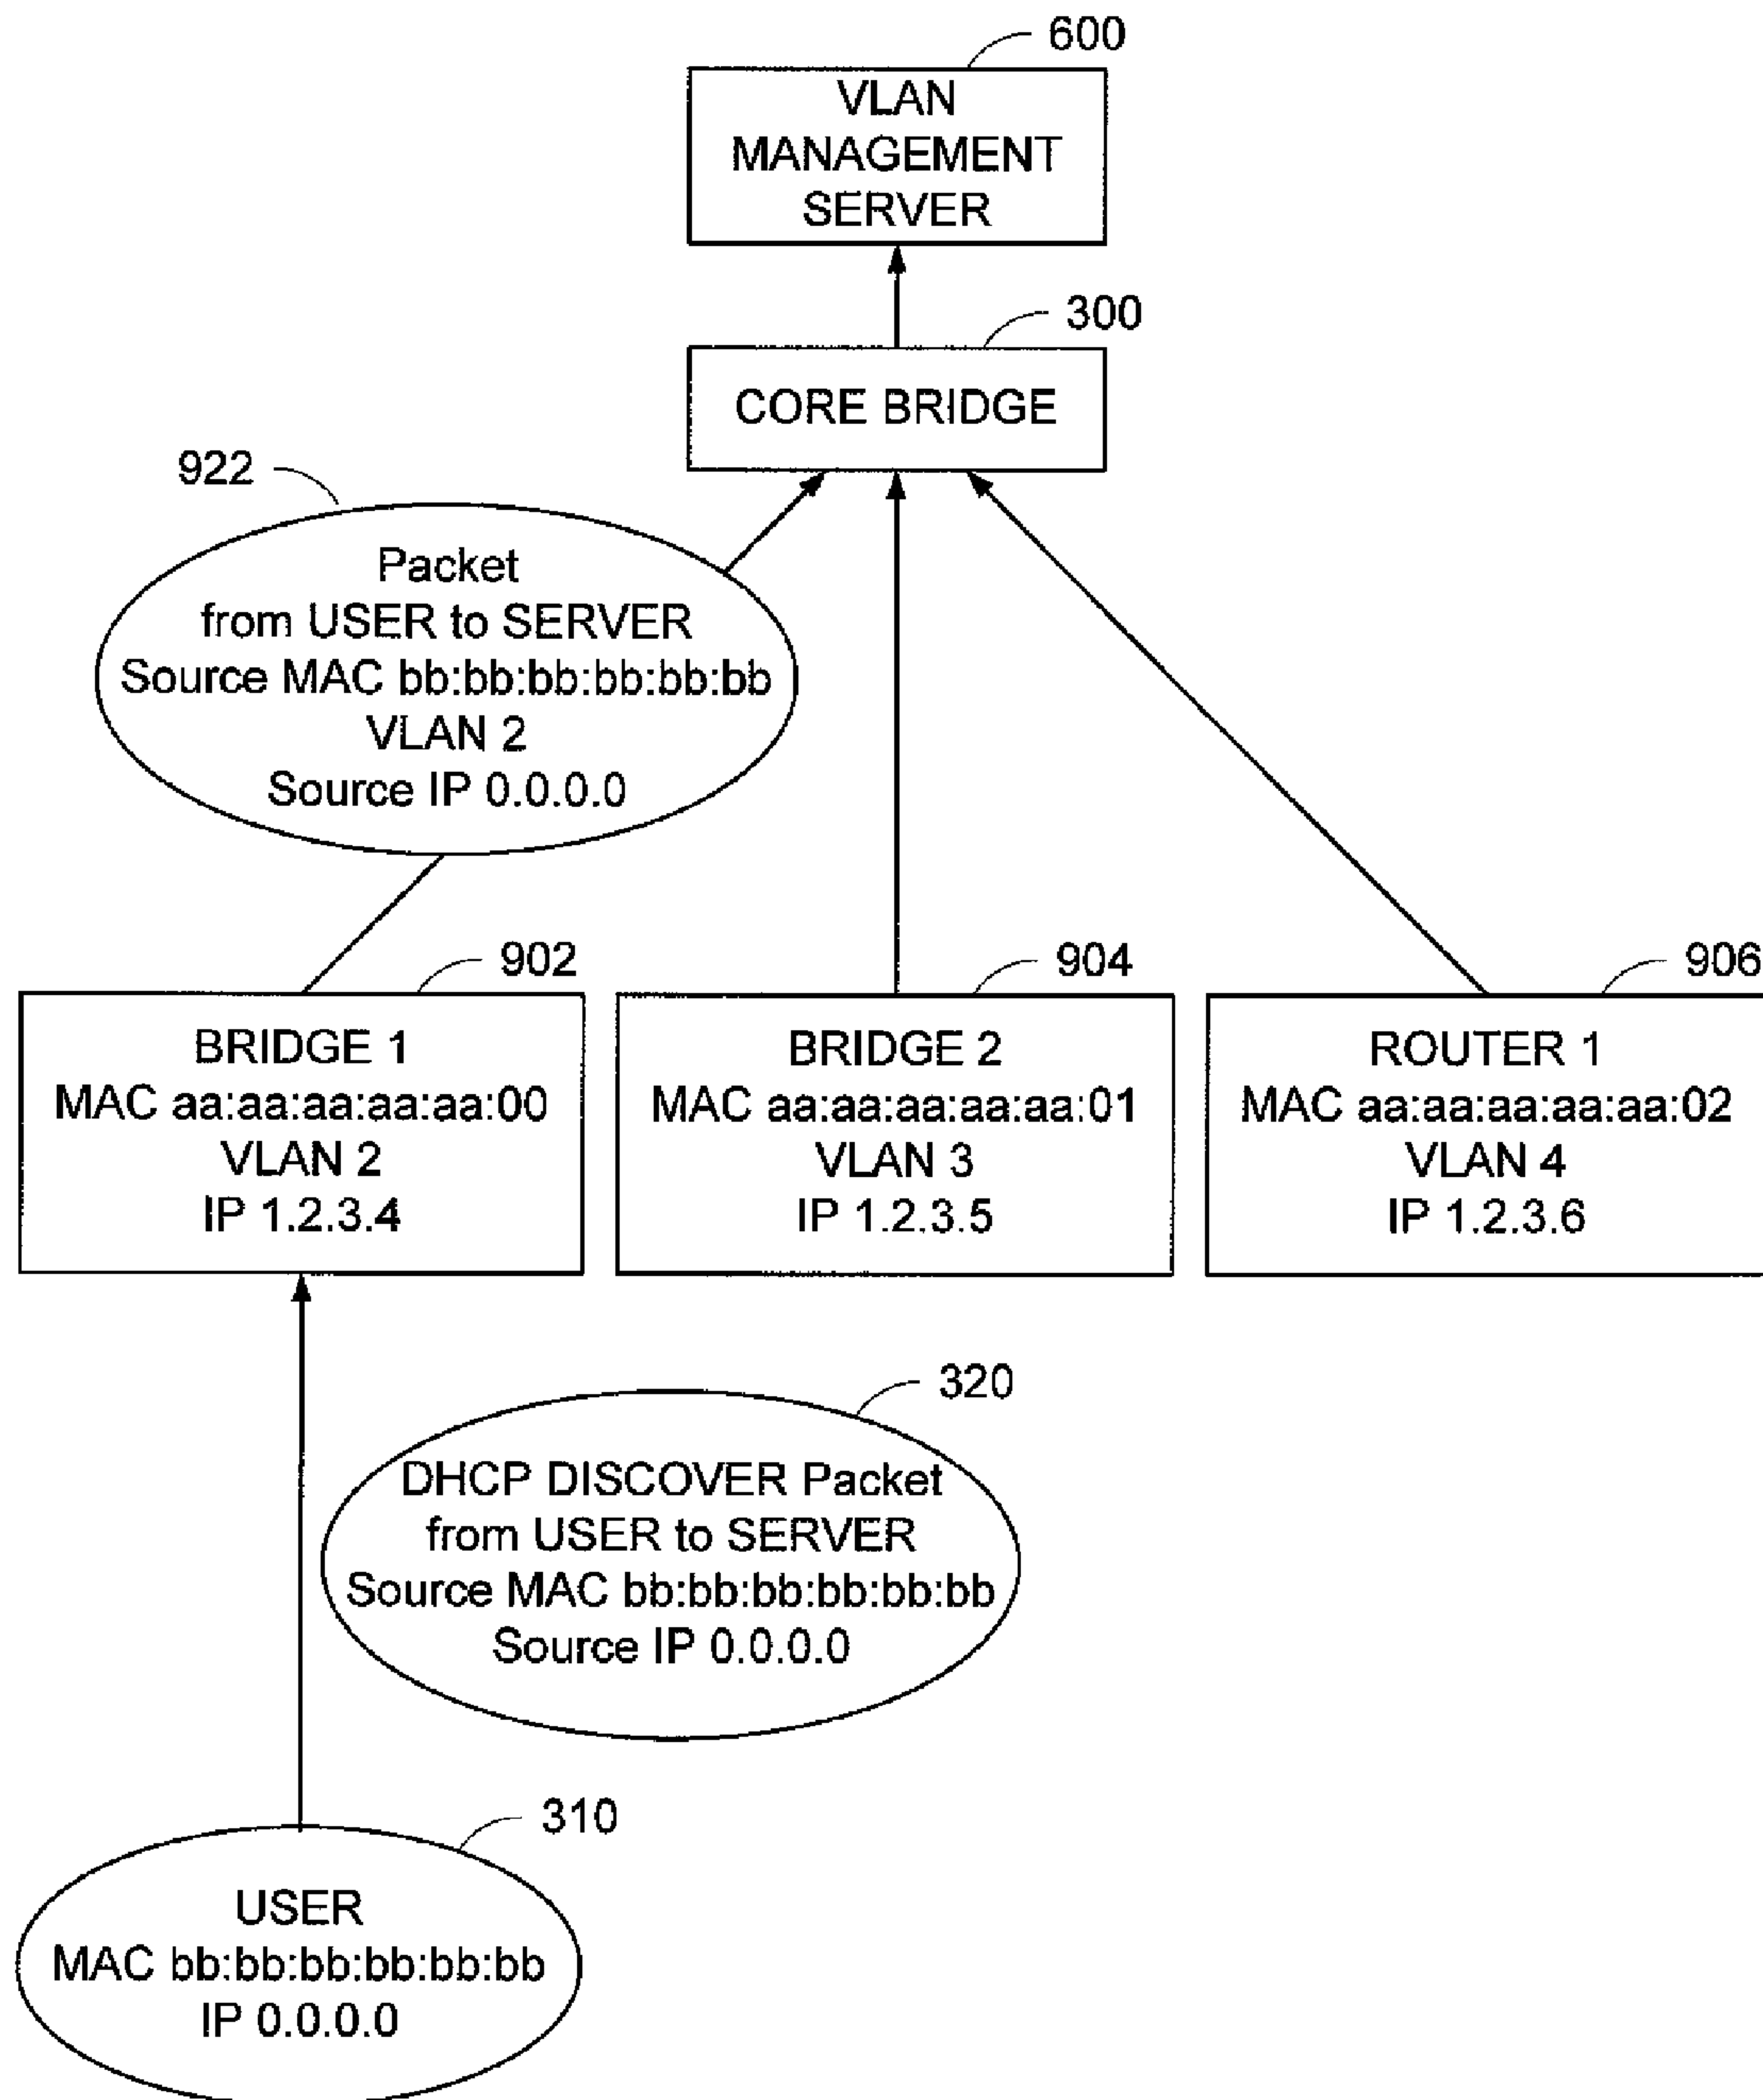 600
VLAN
MANAGEMENT
SERVER
300
CORE BRIDGE
922
Packet
from USER to SERVER
Source MAC bb:bb:bb:bb:bb:bb
VLAN 2
Source IP 0.0.0.0
902
BRIDGE 1
MAC aa:aa:aa:aa:aa:00
VLAN 2
IP 1.2.3.4
904
BRIDGE 2
MAC aa:aa:aa:aa:aa:01
VLAN 3
IP 1.2.3.5
906
ROUTER 1
MAC aa:aa:aa:aa:aa:02
VLAN 4
IP 1.2.3.6
320
DHCP DISCOVER Packet
from USER to SERVER
Source MAC bb:bb:bb:bb:bb:bb
Source IP 0.0.0.0
310
USER
MAC bb:bb:bb:bb:bb:bb
IP 0.0.0.0